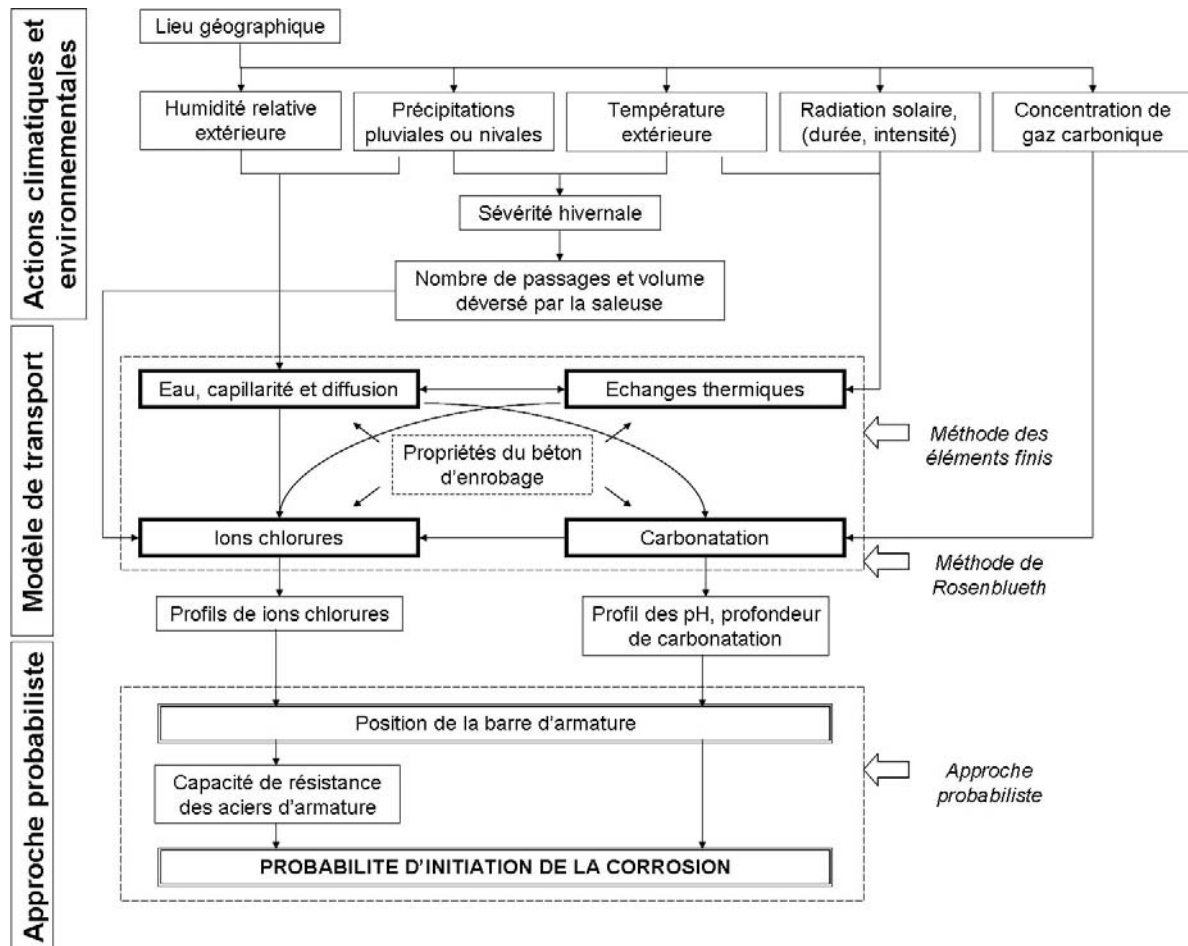 Actions climatiques et
environnementales
Lieu géographique
Humidité relative
extérieure
Précipitations
pluviales ou nivales
Température
extérieure
Radiation solaire,
(durée, intensité)
Concentration de
gaz carbonique
Sévérité hivernale
Nombre de passages et volume
déversé par la saleuse
Modèle de transport
Eau, capillarité et diffusion
Echanges thermiques
Propriétés du béton
d'enrobage
Méthode des
éléments finis
Ions chlorures
Carbonatation
Méthode de
Rosenblueth
Profils de ions chlorures
Profil des pH, profondeur
de carbonatation
Approche probabiliste
Position de la barre d'armature
Capacité de résistance
des aciers d'armature
Approche
probabiliste
PROBABILITE D'INITIATION DE LA CORROSION